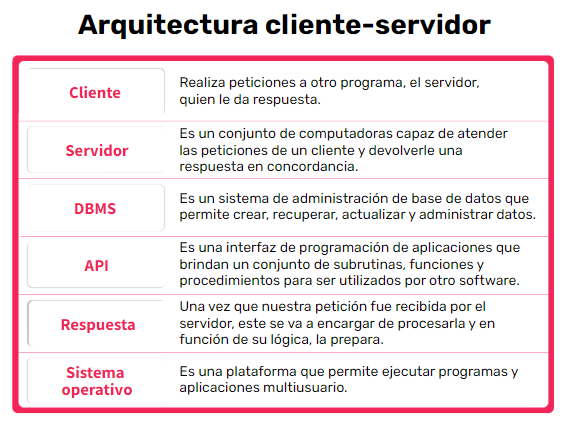 Arquitectura cliente-servidor
Cliente
Realiza peticiones a otro programa, el servidor,
quien le da respuesta.
Servidor
Es un conjunto de computadoras capaz de atender
las peticiones de un cliente y devolverle una
respuesta en concordancia.
DBMS
Es un sistema de administración de base de datos que
permite crear, recuperar, actualizar y administrar datos.
API
Es una interfaz de programación de aplicaciones que
brindan un conjunto de subrutinas, funciones y
procedimientos para ser utilizados por otro software.
Respuesta
Una vez que nuestra petición fue recibida por el
servidor, este se va a encargar de procesarla y en
función de su lógica, la prepara.
Sistema
operativo
Es una plataforma que permite ejecutar programas y
aplicaciones multiusuario.